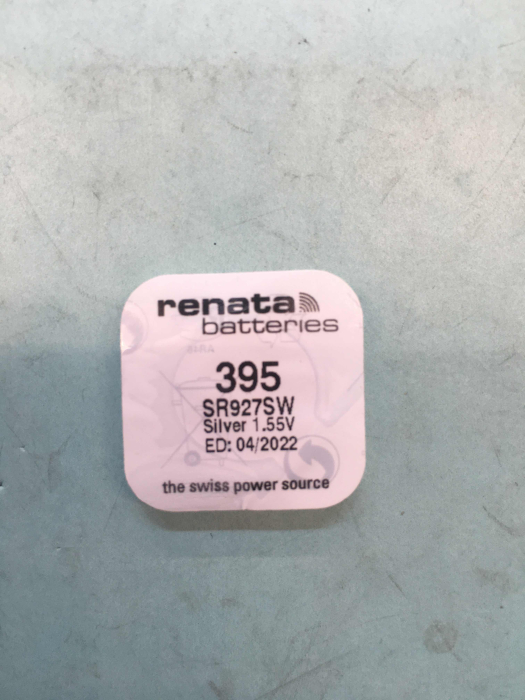 renata
batteries
395
SR927SW
Silver 1.55V
ED: 04/2022
the swiss power source